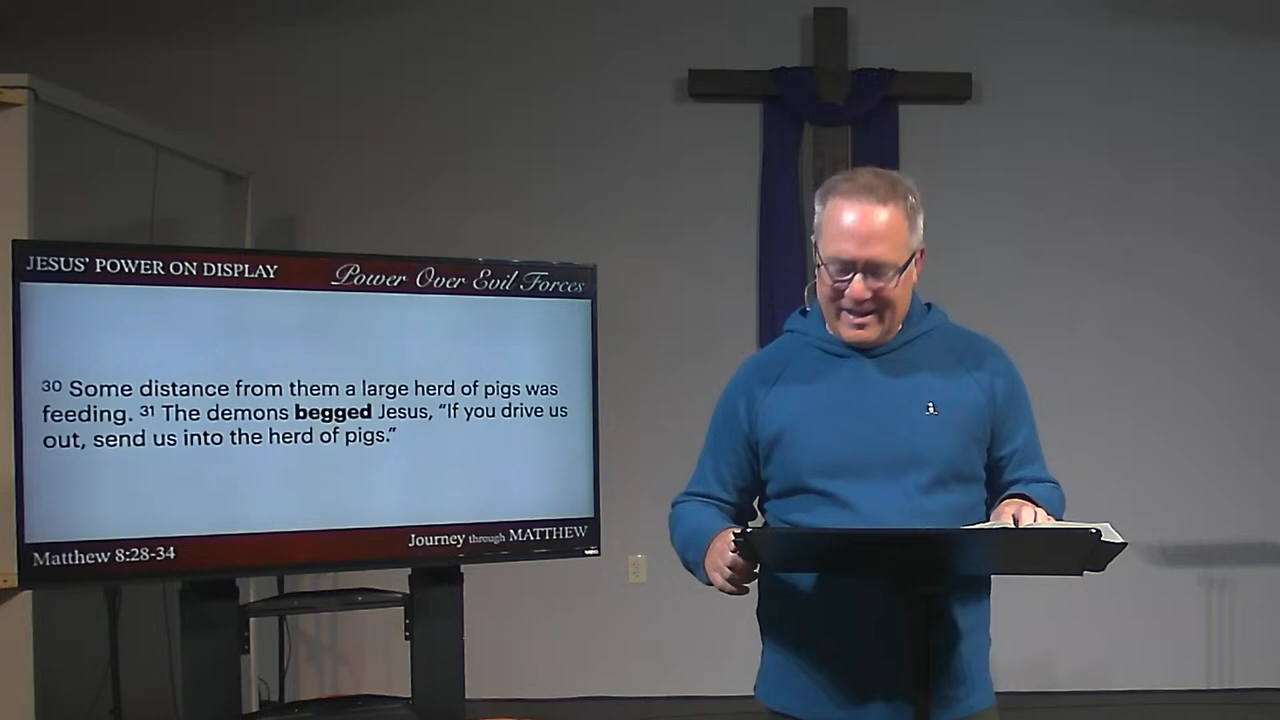 JESUS' POWER ON DISPLAY
Power Over Evil Forces
30 Some distance from them a large herd of pigs was
feeding. 31 The demons begged Jesus, “If you drive us
out, send us into the herd of pigs.”
Matthew 8:28-34
Journey through MATTHEW